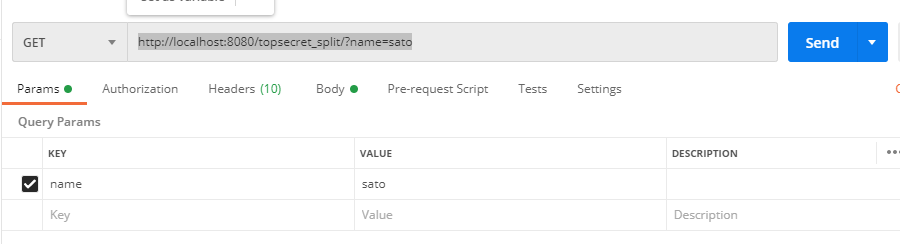 GET http://localhost:8080/topsecret_split/?name=sato Send
Params Authorization Headers (10) Body Pre-request Script Tests Settings
Query Params
KEY VALUE DESCRIPTION
name sato
Key Value Description